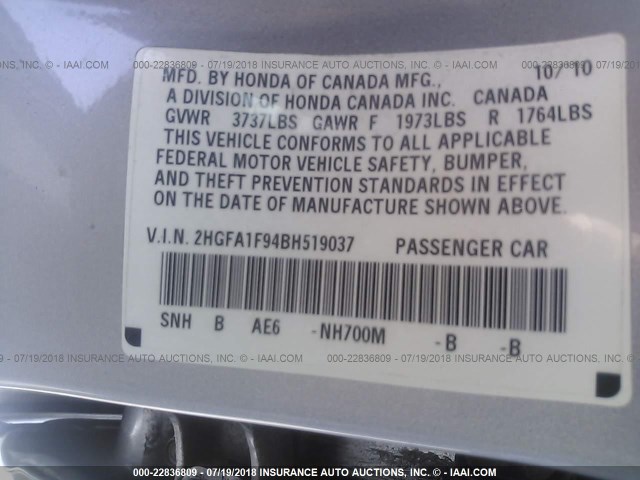 000-22836809 - 07/19/2018 INSURANCE AUTO AUCTIONS - © IAAI.COM
MFD. BY HONDA OF CANADA MFG., 10/10
A DIVISION OF HONDA CANADA INC. CANADA
GVWR 3737LBS GAWR F 1973LBS R 1764LBS
THIS VEHICLE CONFORMS TO ALL APPLICABLE
FEDERAL MOTOR VEHICLE SAFETY, BUMPER,
AND THEFT PREVENTION STANDARDS IN EFFECT
ON THE DATE OF MANUFACTURE SHOWN ABOVE.
V.I.N. 2HGFA1F94BH519037 PASSENGER CAR
SNH B AE6 -NH700M -B -B
000-22836809 - 07/19/2018 INSURANCE AUTO AUCTIONS - © IAAI.COM
000-22836809 - 07/19/2018 INSURANCE AUTO AUCTIONS - © IAAI.COM